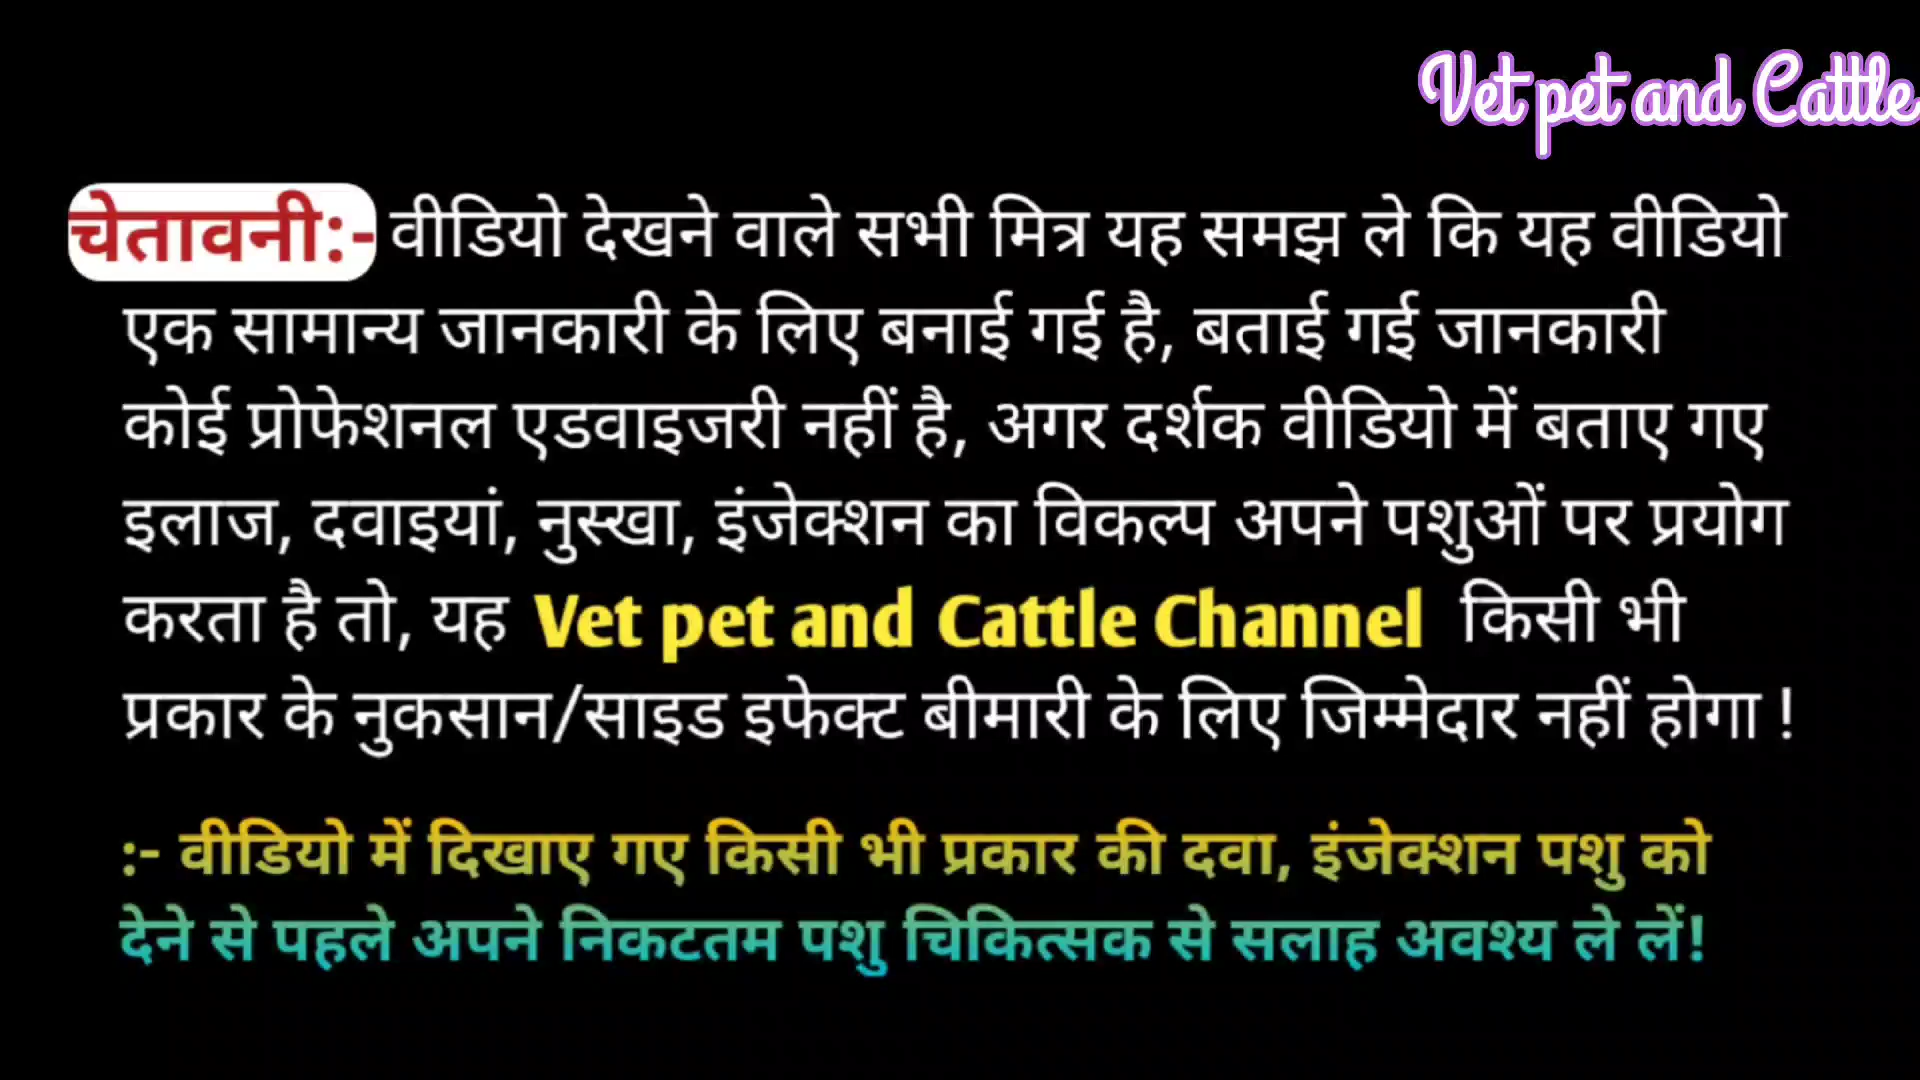 Vet pet and Cattle
चेतावनी:- वीडियो देखने वाले सभी मित्र यह समझ ले कि यह वीडियो
एक सामान्य जानकारी के लिए बनाई गई है, बताई गई जानकारी
कोई प्रोफेशनल एडवाइजरी नहीं है, अगर दर्शक वीडियो में बताए गए
इलाज, दवाइयां, नुस्खा, इंजेक्शन का विकल्प अपने पशुओं पर प्रयोग
करता है तो, यह Vet pet and Cattle Channel किसी भी
प्रकार के नुकसान/साइड इफेक्ट बीमारी के लिए जिम्मेदार नहीं होगा !
:- वीडियो में दिखाए गए किसी भी प्रकार की दवा, इंजेक्शन पशु को
देने से पहले अपने निकटतम पशु चिकित्सक से सलाह अवश्य ले लें!